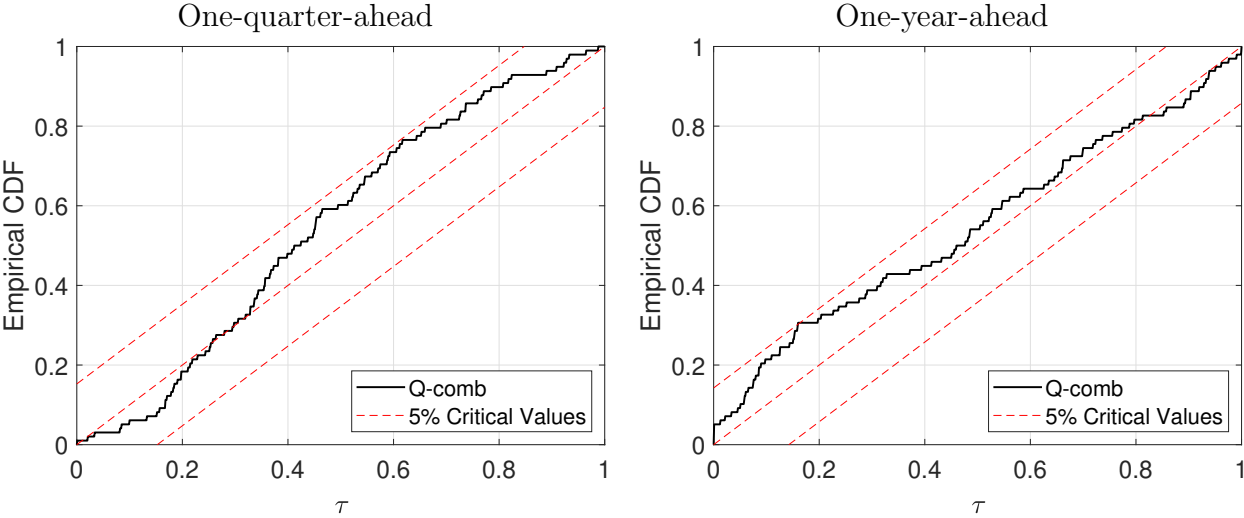 One-quarter-ahead
1
0.8
0.6
0.4
0.2
0
Empirical CDF
Q-comb
5% Critical Values
0 0.2 0.4 0.6 0.8 1
τ
One-year-ahead
1
0.8
0.6
0.4
0.2
0
Empirical CDF
Q-comb
5% Critical Values
0 0.2 0.4 0.6 0.8 1
τ